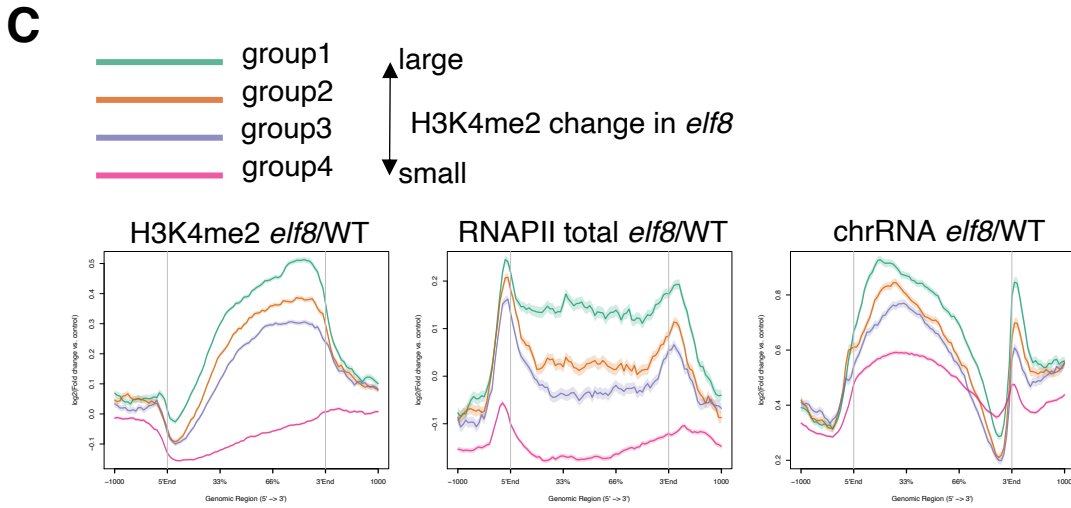 C
group1
group2
group3
group4
large
H3K4me2 change in elf8
small
H3K4me2 elf8/WT
log2(Fold change vs. control)
0.5
0.4
0.3
0.2
0.1
0.0
−0.1
−1000 5'End 33% 66% 3'End 1000
Genomic Region (5' −> 3')
RNAPII total elf8/WT
log2(Fold change vs. control)
0.2
0.1
0.0
−0.1
−1000 5'End 33% 66% 3'End 1000
Genomic Region (5' −> 3')
chrRNA elf8/WT
log2(Fold change vs. control)
0.8
0.6
0.4
0.2
−1000 5'End 33% 66% 3'End 1000
Genomic Region (5' −> 3')